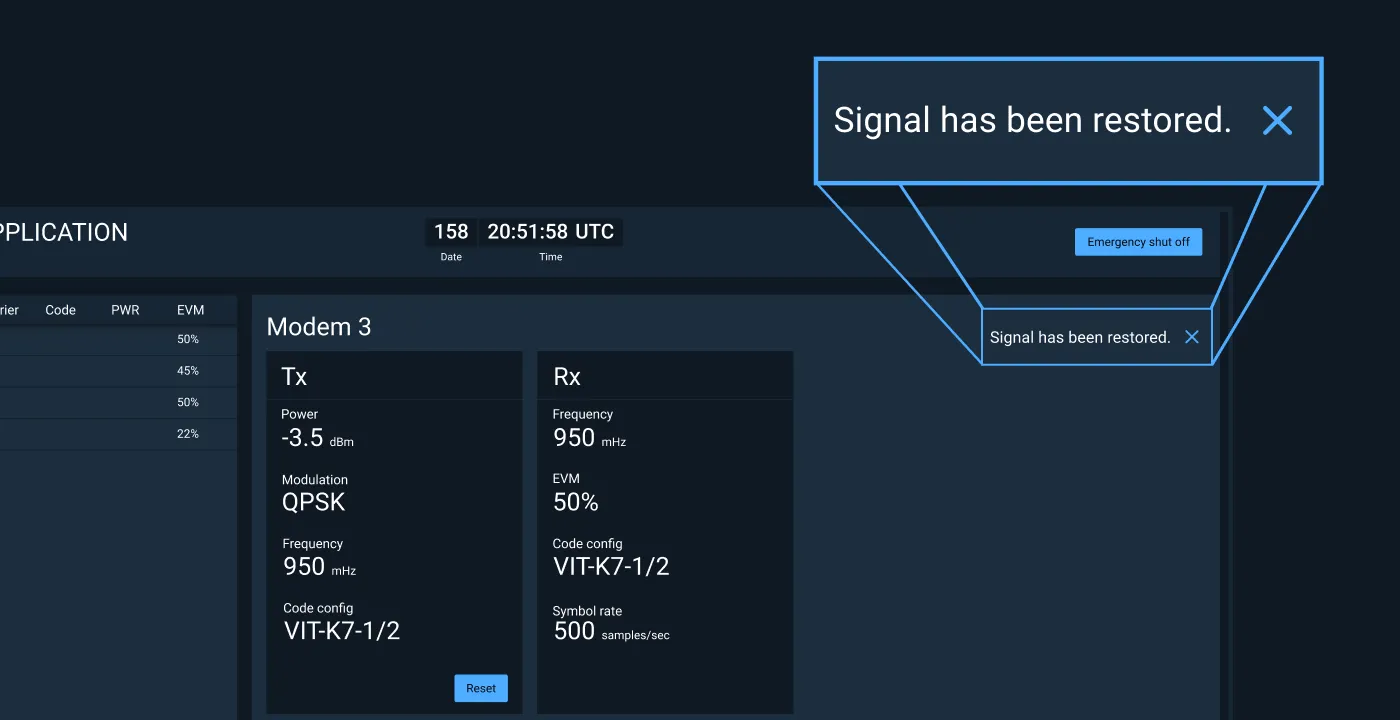 Signal has been restored.
PPLICATION
158 20:51:58 UTC
Date Time
Emergency shut off
rier Code PWR EVM
50%
45%
50%
22%
Modem 3
Signal has been restored.
Tx
Power
-3.5 dBm
Modulation
QPSK
Frequency
950 mHz
Code config
VIT-K7-1/2
Reset
Rx
Frequency
950 mHz
EVM
50%
Code config
VIT-K7-1/2
Symbol rate
500 samples/sec